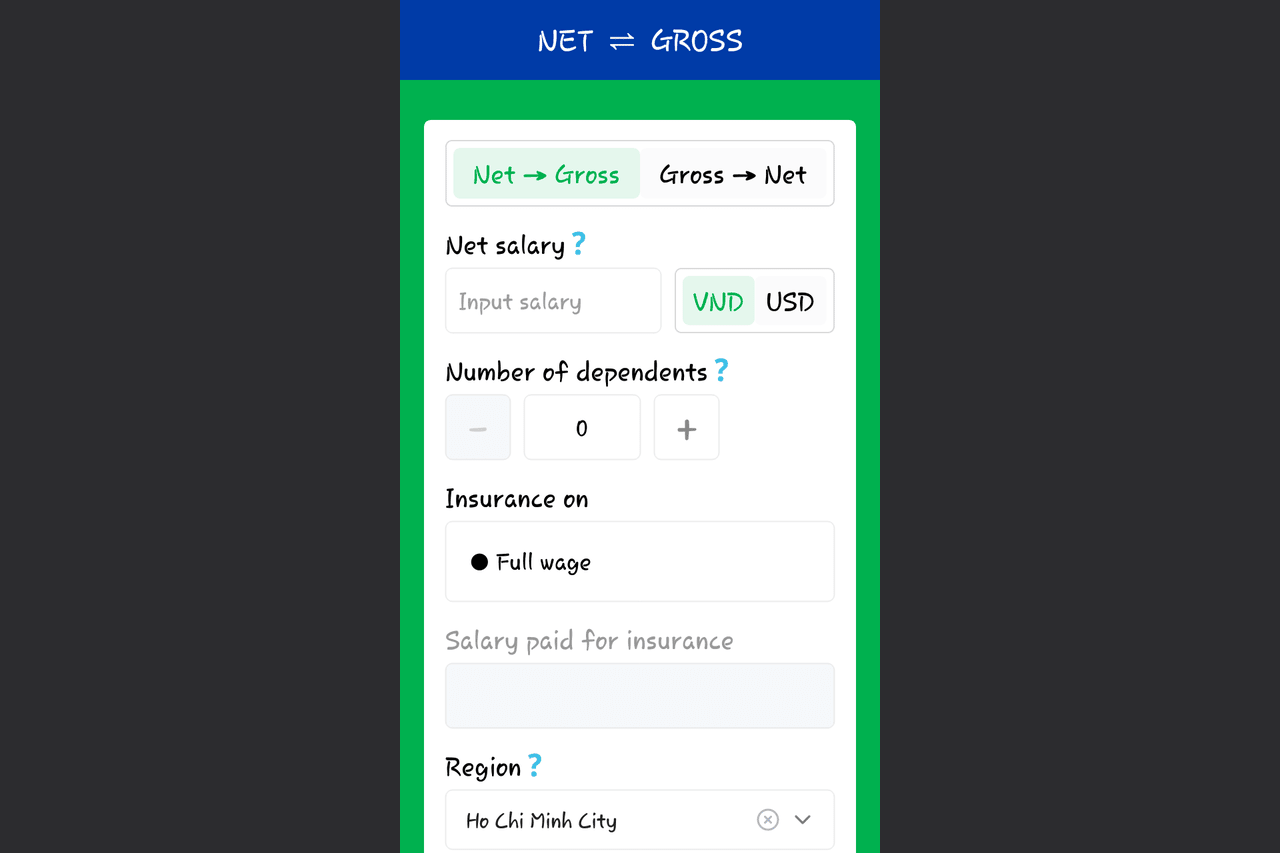 NET ⇌ GROSS
Net → Gross Gross → Net
Net salary ?
Input salary VND USD
Number of dependents ?
− 0 +
Insurance on
Full wage
Salary paid for insurance
Region ?
Ho Chi Minh City